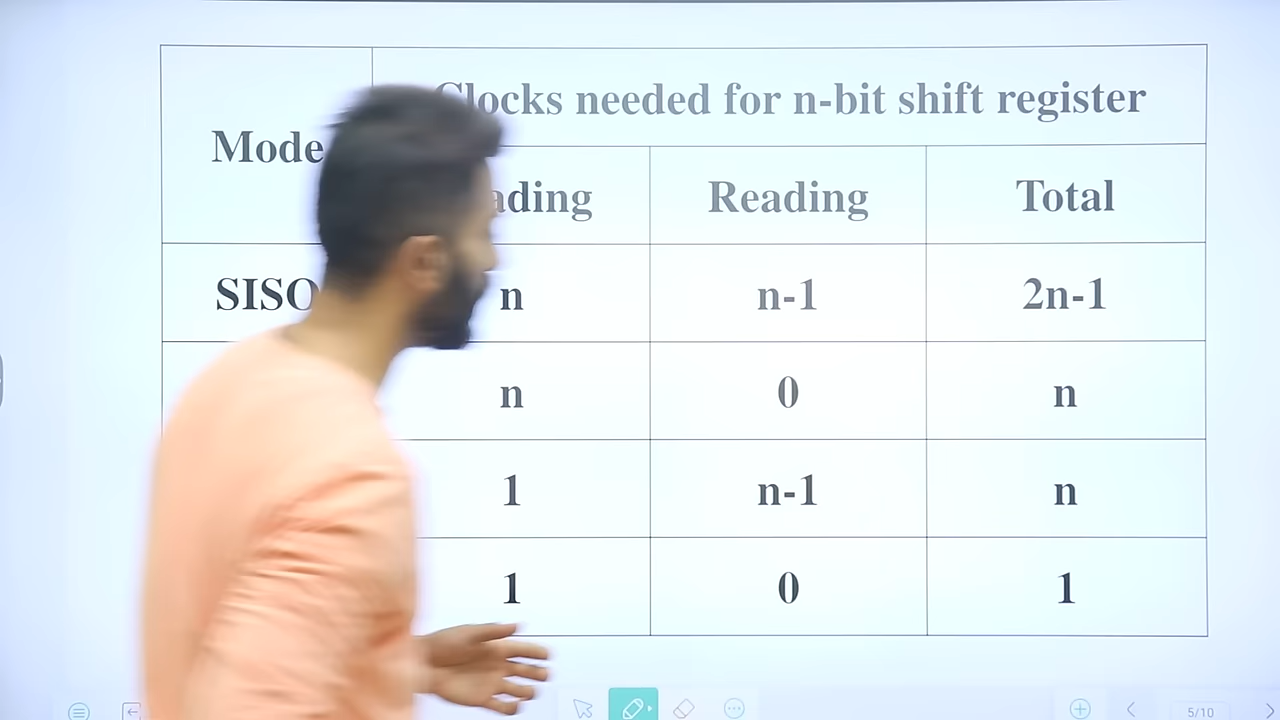 Clocks needed for n-bit shift register
Mode
Reading Total
SISO n n-1 2n-1
n 0 n
1 n-1 n
1 0 1
5/10